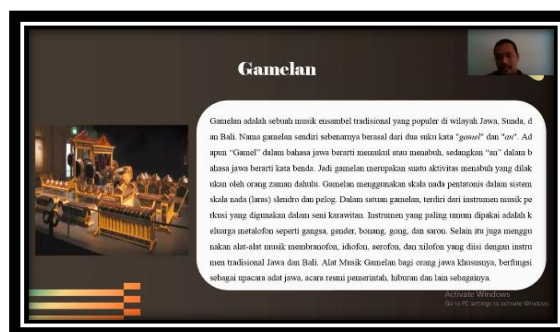 Gamelan
Gamelan adalah sebuah musik ensambel tradisional yang populer di wilayah Jawa, Sunda, d
an Bali. Nama gamelan sendiri sebenarnya berasal dari dua suku kata "gamel" dan "an". Ad
apun "Gamel" dalam bahasa jawa berarti memukul atau menabuh, sedangkan "an" dalam b
ahasa jawa berarti kata benda. Jadi gamelan merupakan suatu aktivitas menabuh yang dilak
ukan oleh orang zaman dahulu. Gamelan menggunakan skala nada pentatonis dalam sistem
skala nada (laras) slendro dan pelog. Dalam satuan gamelan, terdiri dari instrumen musik pe
rkusi yang digunakan dalam seni karawitan. Instrumen yang paling umum dipakai adalah k
eluarga metalofon seperti gangsa, gender, bonang, gong, dan saron. Selain itu juga menggu
nakan alat-alat musik membranofon, idiofon, aerofon, dan xilofon yang diisi dengan instru
men tradisional Jawa dan Bali. Alat Musik Gamelan bagi orang jawa khususnya, berfungsi
sebagai upacara adat jawa, acara resmi pemerintah, hiburan dan lain sebagainya.
Activate Windows
Go to PC settings to activate Windows.